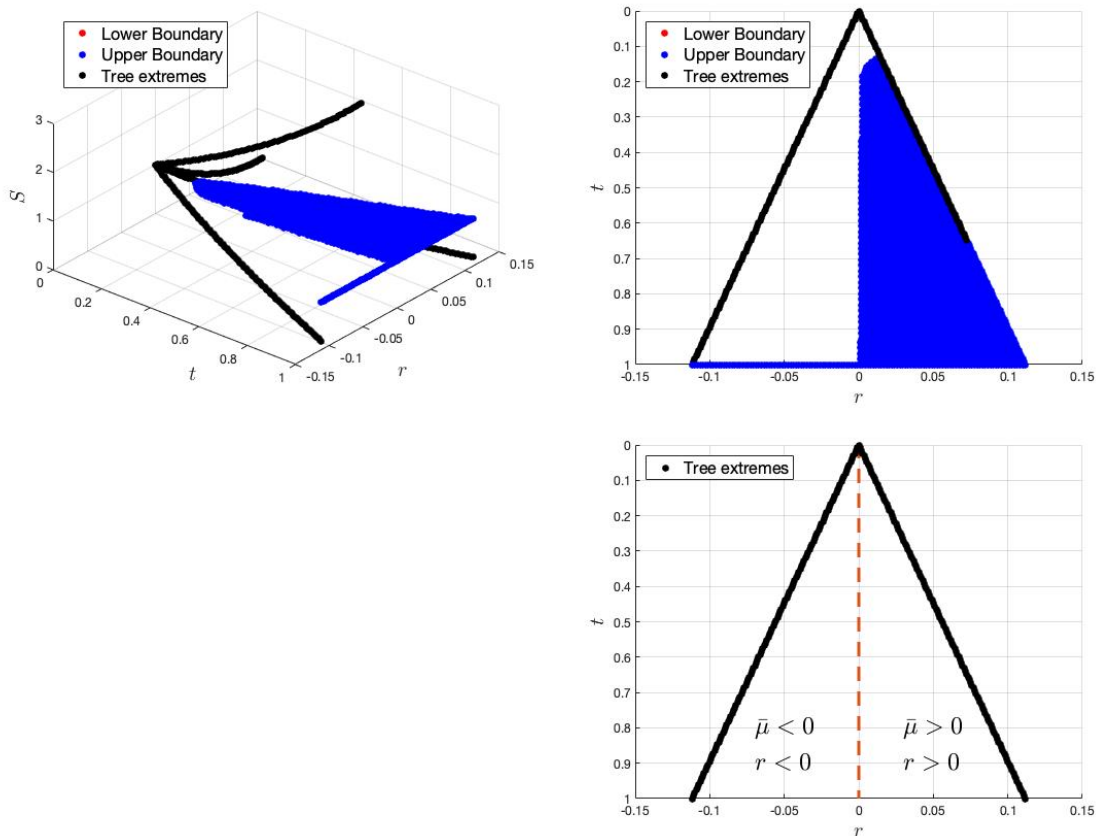 Lower Boundary
Upper Boundary
Tree extremes
3
2
1
0
S
0
0.2
0.4
0.6
0.8
1
t
-0.15
-0.1
-0.05
0
0.05
0.1
0.15
r
Lower Boundary
Upper Boundary
Tree extremes
0
0.1
0.2
0.3
0.4
0.5
0.6
0.7
0.8
0.9
1
t
-0.15
-0.1
-0.05
0
0.05
0.1
0.15
r
Tree extremes
0
0.1
0.2
0.3
0.4
0.5
0.6
0.7
0.8
0.9
1
t
μ̄ < 0
μ̄ > 0
r < 0
r > 0
-0.15
-0.1
-0.05
0
0.05
0.1
0.15
r